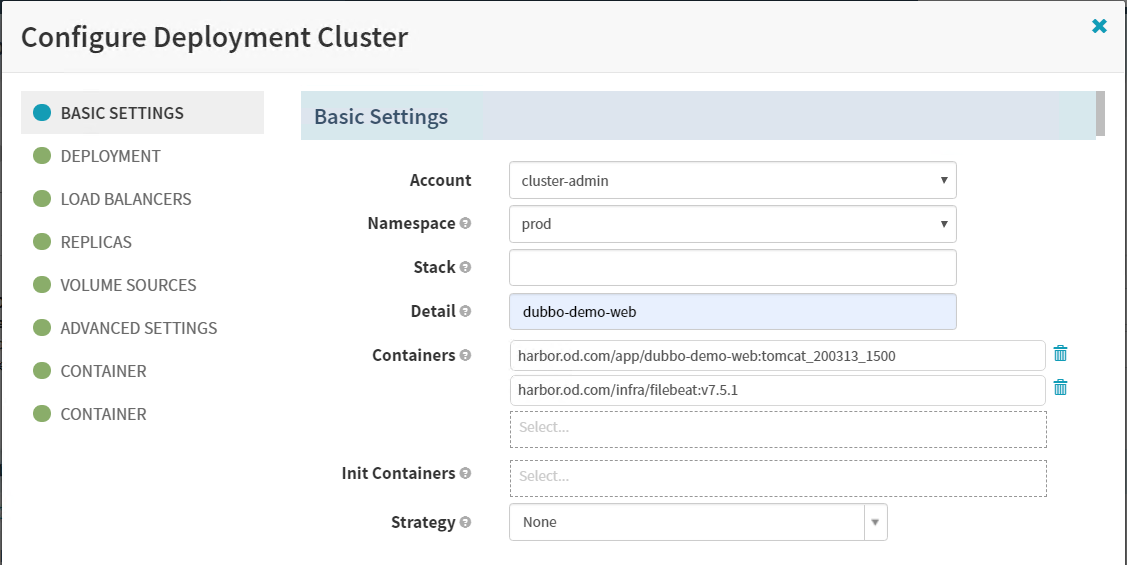 Configure Deployment Cluster
BASIC SETTINGS
DEPLOYMENT
LOAD BALANCERS
REPLICAS
VOLUME SOURCES
ADVANCED SETTINGS
CONTAINER
CONTAINER
Basic Settings
Account cluster-admin
Namespace prod
Stack
Detail dubbo-demo-web
Containers harbor.od.com/app/dubbo-demo-web:tomcat_200313_1500
harbor.od.com/infra/filebeat:v7.5.1
Select...
Init Containers Select...
Strategy None